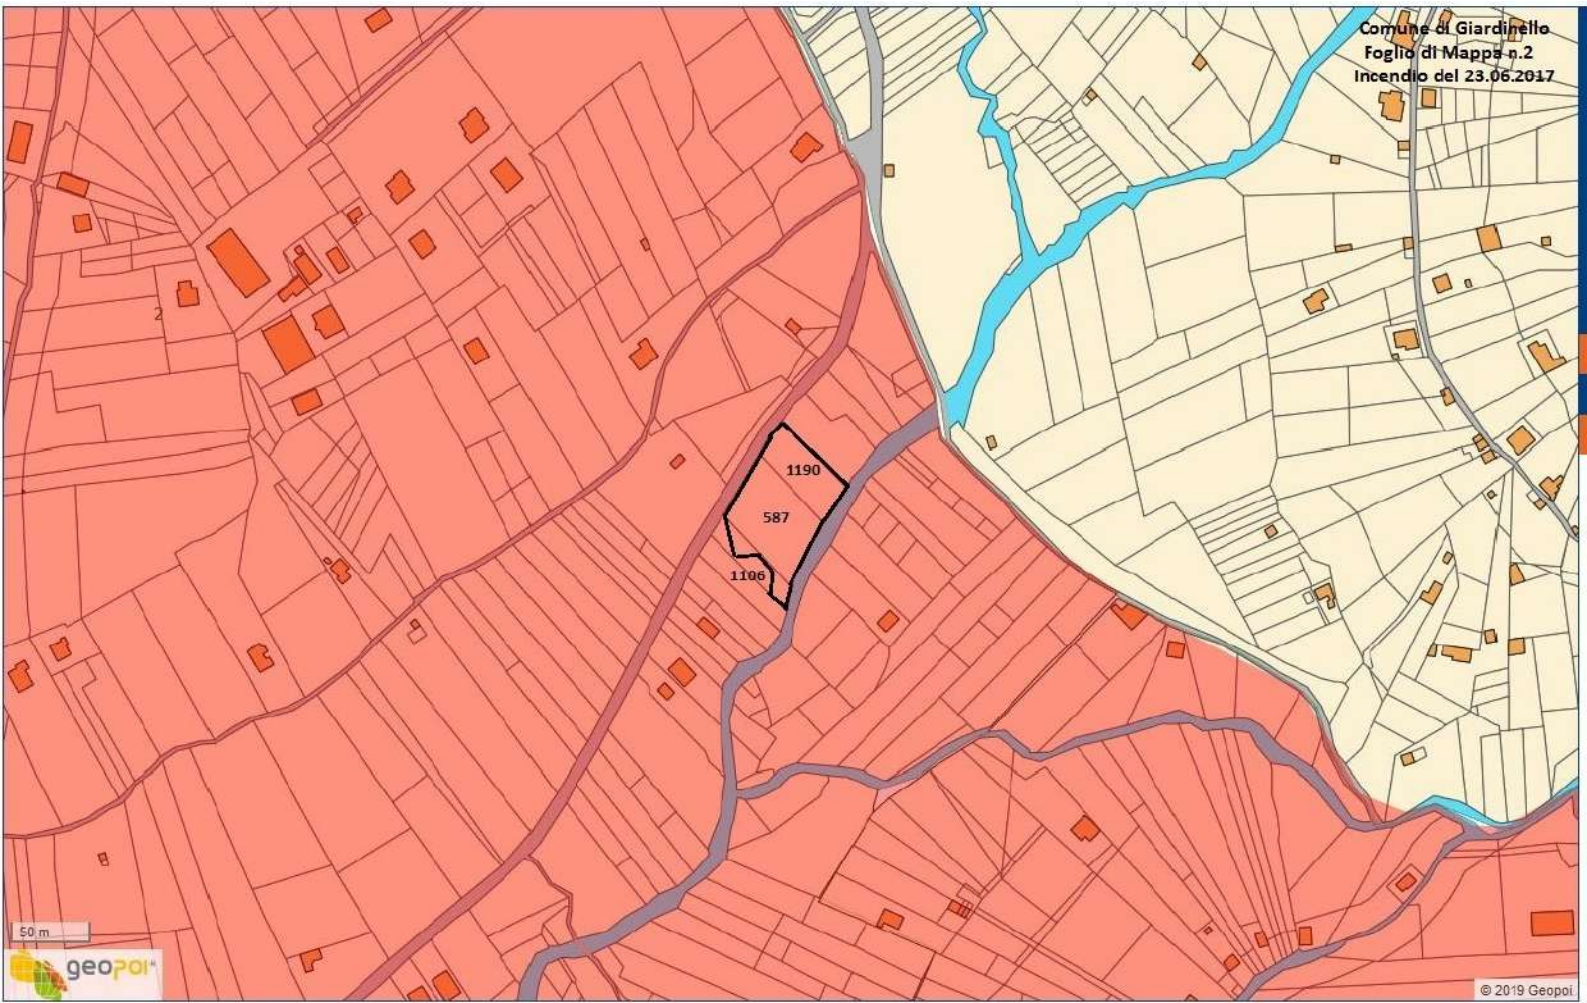 Comune di Giardinello
Foglio di Mappa n.2
Incendio del 23.06.2017
2
1190
587
1106
50 m
geopoi
© 2019 Geopoi